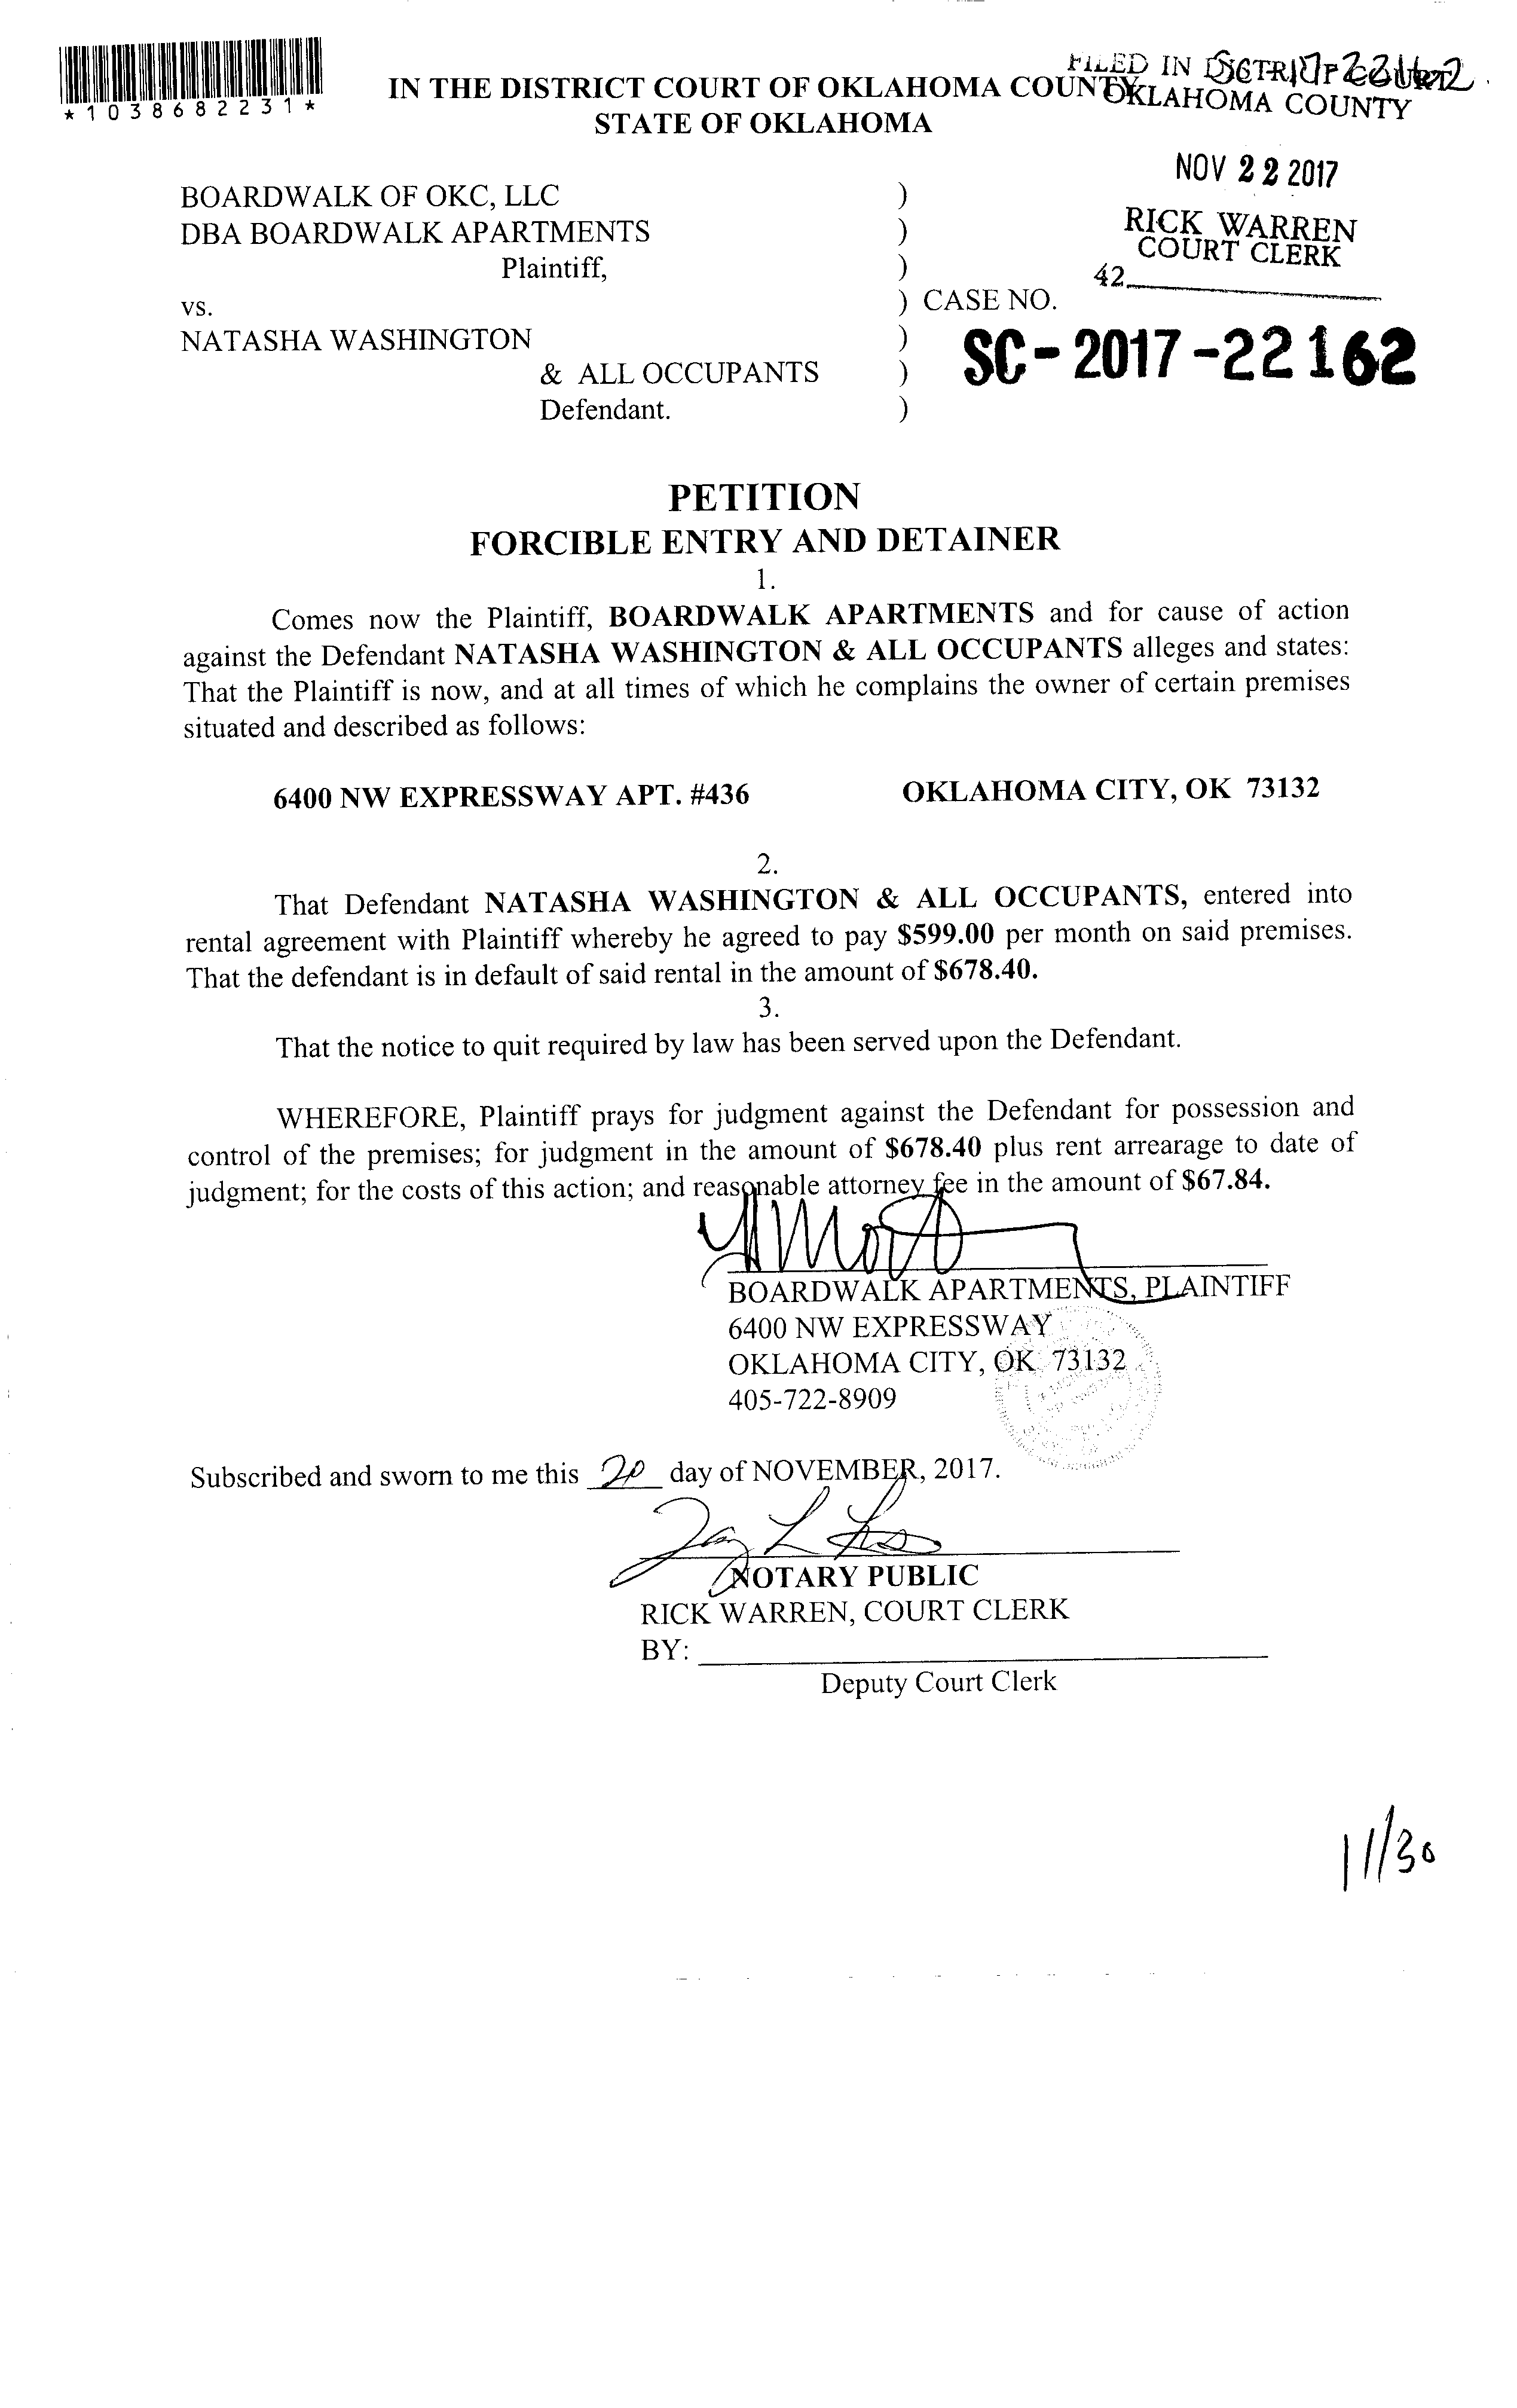 *1038682231*
IN THE DISTRICT COURT OF OKLAHOMA COUNTY
STATE OF OKLAHOMA
FILED IN DISTRICT COURT
OKLAHOMA COUNTY
NOV 22 2017
RICK WARREN
COURT CLERK
42
BOARDWALK OF OKC, LLC )
DBA BOARDWALK APARTMENTS )
Plaintiff, )
vs. ) CASE NO.
NATASHA WASHINGTON )
& ALL OCCUPANTS )
Defendant. )
SC-2017-22162
PETITION
FORCIBLE ENTRY AND DETAINER
1.
Comes now the Plaintiff, BOARDWALK APARTMENTS and for cause of action
against the Defendant NATASHA WASHINGTON & ALL OCCUPANTS alleges and states:
That the Plaintiff is now, and at all times of which he complains the owner of certain premises
situated and described as follows:
6400 NW EXPRESSWAY APT. #436 OKLAHOMA CITY, OK 73132
2.
That Defendant NATASHA WASHINGTON & ALL OCCUPANTS, entered into
rental agreement with Plaintiff whereby he agreed to pay $599.00 per month on said premises.
That the defendant is in default of said rental in the amount of $678.40.
3.
That the notice to quit required by law has been served upon the Defendant.
WHEREFORE, Plaintiff prays for judgment against the Defendant for possession and
control of the premises; for judgment in the amount of $678.40 plus rent arrearage to date of
judgment; for the costs of this action; and reasonable attorney fee in the amount of $67.84.
BOARDWALK APARTMENTS, PLAINTIFF
6400 NW EXPRESSWAY
OKLAHOMA CITY, OK 73132
405-722-8909
Subscribed and sworn to me this 20 day of NOVEMBER, 2017.
NOTARY PUBLIC
RICK WARREN, COURT CLERK
BY:
Deputy Court Clerk
11/30